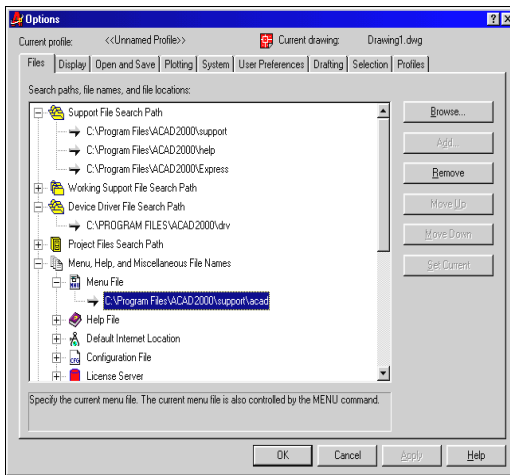 Options
Current profile: <<Unnamed Profile>> Current drawing: Drawing1.dwg
Files Display Open and Save Plotting System User Preferences Drafting Selection Profiles
Search paths, file names, and file locations:
Support File Search Path
C:\Program Files\ACAD2000\support
C:\Program Files\ACAD2000\help
C:\Program Files\ACAD2000\Express
Working Support File Search Path
Device Driver File Search Path
C:\PROGRAM FILES\ACAD2000\drv
Project Files Search Path
Menu, Help, and Miscellaneous File Names
Menu File
C:\Program Files\ACAD2000\support\acad
Help File
Default Internet Location
CFG Configuration File
License Server
Browse...
Add...
Remove
Move Up
Move Down
Set Current
Specify the current menu file. The current menu file is also controlled by the MENU command.
OK Cancel Apply Help